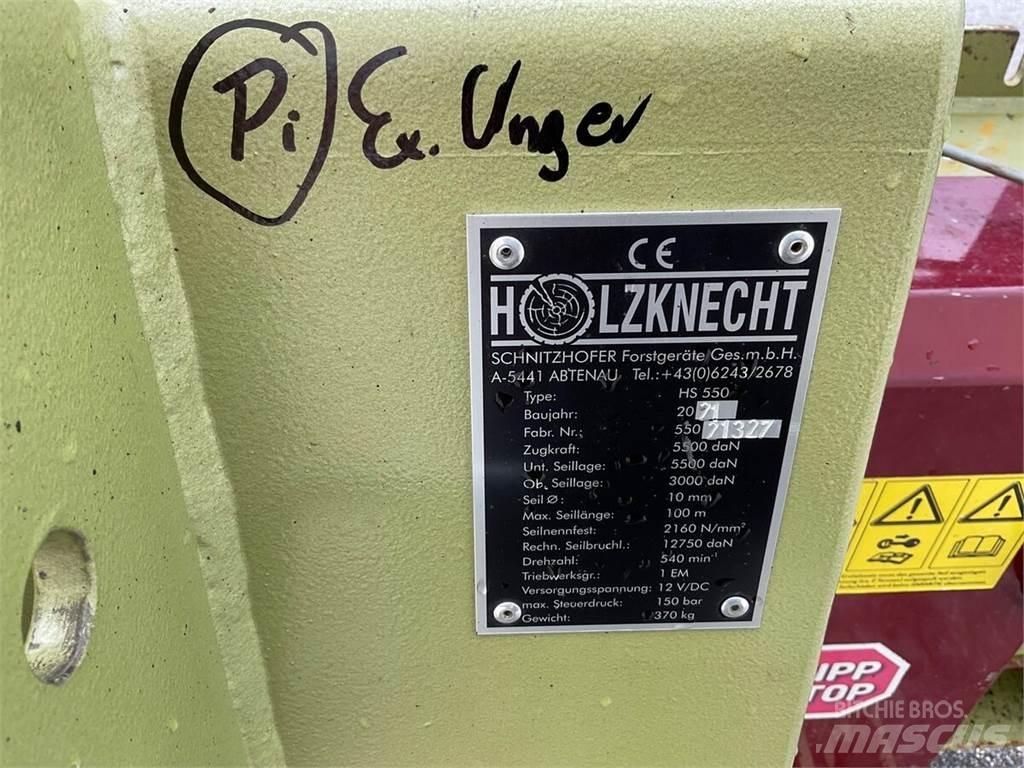 Pi Ex. Unger
CE
HOLZKNECHT
SCHNITZHOFER Forstgeräte Ges.m.b.H.
A-5441 ABTENAU Tel.:+43(0)6243/2678
Type: HS 550
Baujahr: 2021
Fabr. Nr.: 55021327
Zugkraft: 5500 daN
Unt. Seillage: 5500 daN
Ob. Seillage: 3000 daN
Seil Ø: 10 mm
Max. Seillänge: 100 m
Seilnennfest: 2160 N/mm²
Rechn. Seilbruchl.: 12750 daN
Drehzahl: 540 min⁻¹
Triebwerksgr.: 1 EM
Versorgungsspannung: 12 V/DC
max. Steuerdruck: 150 bar
Gewicht: 370 kg
IPP
TOP
RITCHIE BROS.
MASCUS